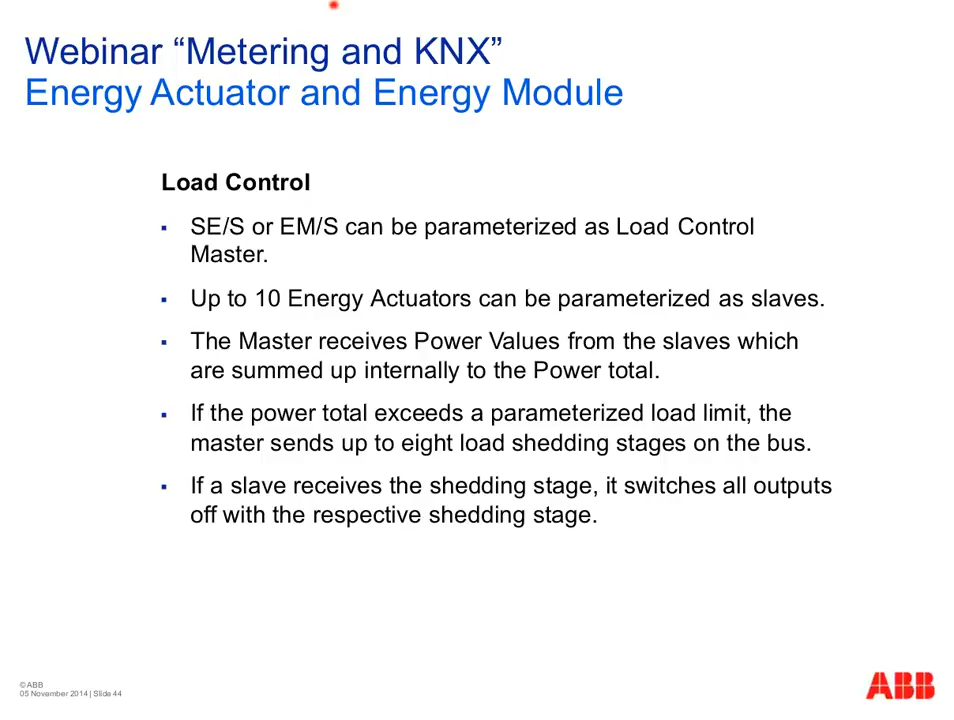 Webinar “Metering and KNX”
Energy Actuator and Energy Module
Load Control
▪ SE/S or EM/S can be parameterized as Load Control
Master.
▪ Up to 10 Energy Actuators can be parameterized as slaves.
▪ The Master receives Power Values from the slaves which
are summed up internally to the Power total.
▪ If the power total exceeds a parameterized load limit, the
master sends up to eight load shedding stages on the bus.
▪ If a slave receives the shedding stage, it switches all outputs
off with the respective shedding stage.
© ABB
05 November 2014 | Slide 44
ABB